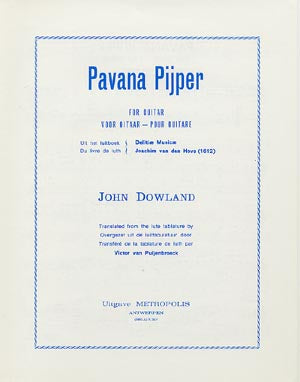 Pavana Pijper
FOR GUITAR
VOOR GITAAR — POUR GUITARE
Uit het luitboek
Du livre de luth
Delitiæ Musicæ
Joachim van den Hove (1612)
JOHN DOWLAND
Translated from the lute tablature by
Overgezet uit de luittabulatuur door
Transféré de la tablature de luth par
Victor van Puijenbroeck
Uitgave METROPOLIS
ANTWERPEN